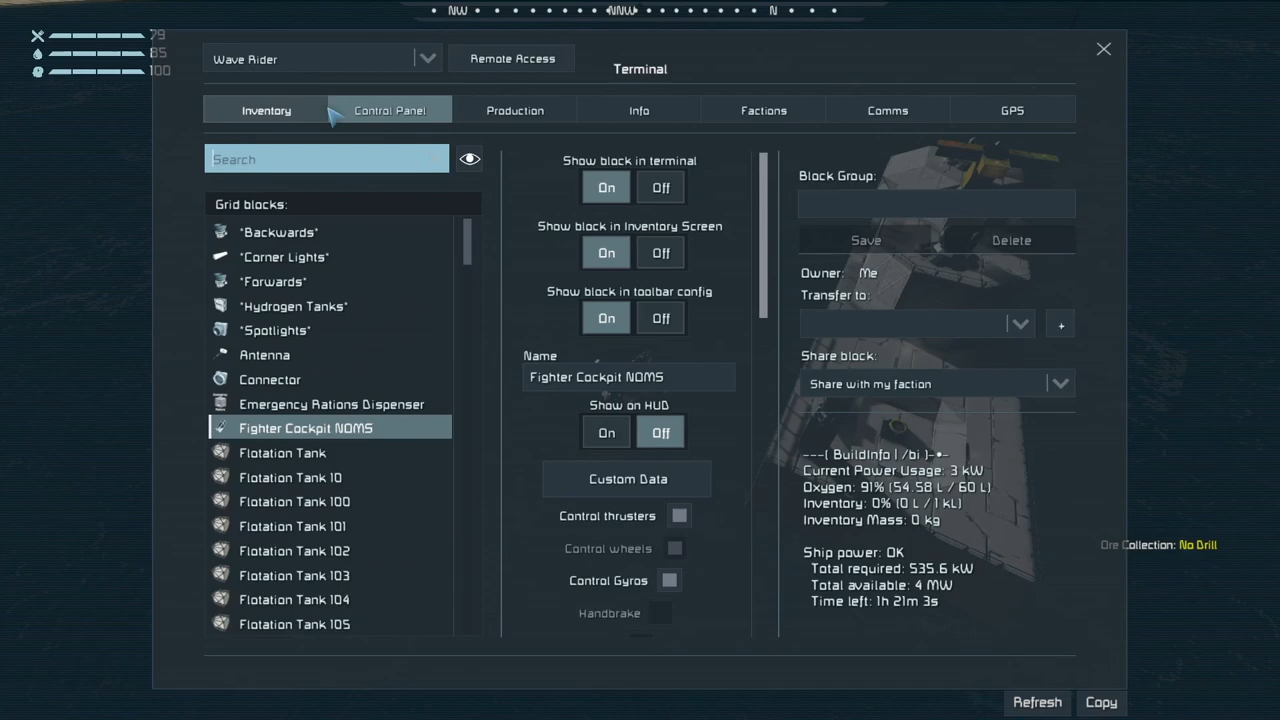 NW NNW N
79
85
100
Wave Rider
Remote Access
Terminal
Inventory
Control Panel
Production
Info
Factions
Comms
GPS
Search
Grid blocks:
*Backwards*
*Corner Lights*
*Forwards*
*Hydrogen Tanks*
*Spotlights*
Antenna
Connector
Emergency Rations Dispenser
Fighter Cockpit NOMS
Flotation Tank
Flotation Tank 10
Flotation Tank 100
Flotation Tank 101
Flotation Tank 102
Flotation Tank 103
Flotation Tank 104
Flotation Tank 105
Show block in terminal
On Off
Show block in Inventory Screen
On Off
Show block in toolbar config
On Off
Name
Fighter Cockpit NOMS
Show on HUD
On Off
Custom Data
Control thrusters
Control wheels
Control Gyros
Handbrake
Block Group:
Save Delete
Owner: Me
Transfer to:
+
Share block:
Share with my faction
---( BuildInfo | /bi )-•-
Current Power Usage: 3 kW
Oxygen: 91% (54.58 L / 60 L)
Inventory: 0% (0 L / 1 kL)
Inventory Mass: 0 kg
Ship power: OK
Total required: 535.6 kW
Total available: 4 MW
Time left: 1h 21m 3s
Ore Collection: No Drill
Refresh
Copy